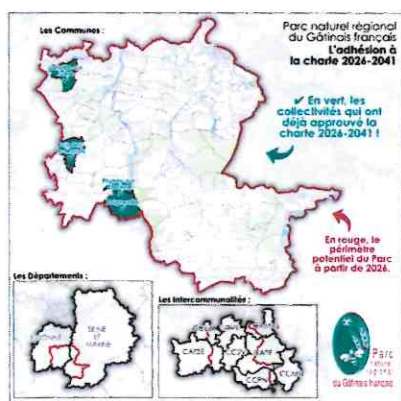 Les Communes :
Parc naturel régional
du Gâtinais français
L'adhésion à
la charte 2026-2041
✔ En vert, les
collectivités qui ont
déjà approuvé la
charte 2026-2041 !
En rouge, le
périmètre
potentiel du Parc
à partir de 2026.
Les Départements :
SEINE
ET
MARNE
Les Intercommunalités :
Parc
naturel
régional
du Gâtinais français